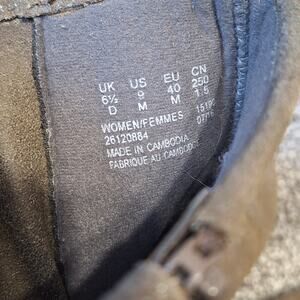 UK US EU CN
6½ 9 40 250
D M M 1.5
WOMEN/FEMMES
26120884
MADE IN CAMBODIA
FABRIQUE AU